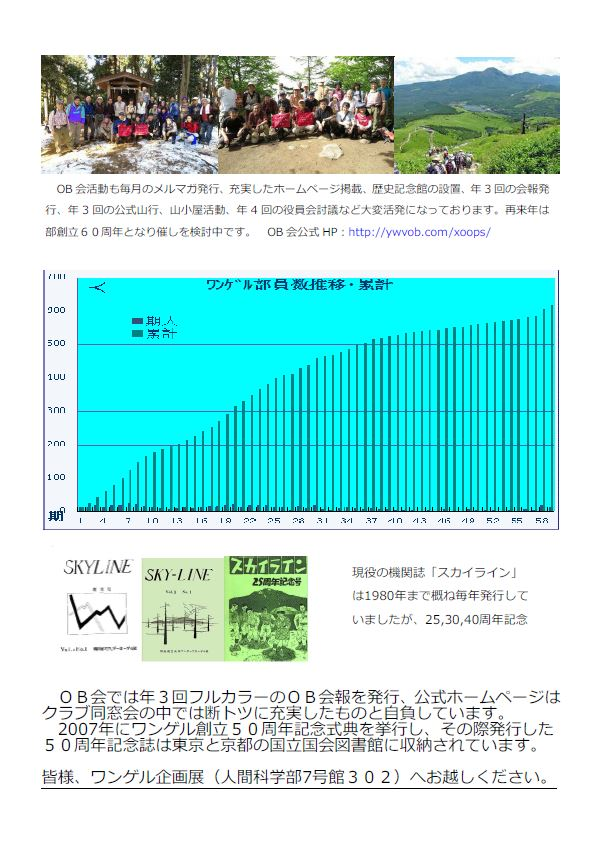 OB会活動も毎月のメルマガ発行、充実したホームページ掲載、歴史記念館の設置、年３回の会報発
行、年３回の公式山行、山小屋活動、年４回の役員会討議など大変活発になっております。再来年は
部創立６０周年となり催しを検討中です。　OB会公式HP：http://ywvob.com/xoops/
ﾜﾝｹﾞﾙ部員数推移・累計
人
期人
累計
700
600
500
400
300
200
100
0
期 1 4 7 10 13 16 19 22 25 28 31 34 37 40 43 46 49 52 55 58
SKYLINE
Vol.1-No.1
SKY-LINE
Vol.2 No.1
スカイライン
25周年記念号
現役の機関誌「スカイライン」
は1980年まで概ね毎年発行して
いましたが、25,30,40周年記念
ＯＢ会では年３回フルカラーのＯＢ会報を発行、公式ホームページは
クラブ同窓会の中では断トツに充実したものと自負しています。
2007年にワンゲル創立５０周年記念式典を挙行し、その際発行した
５０周年記念誌は東京と京都の国立国会図書館に収納されています。
皆様、ワンゲル企画展（人間科学部7号館３０２）へお越しください。